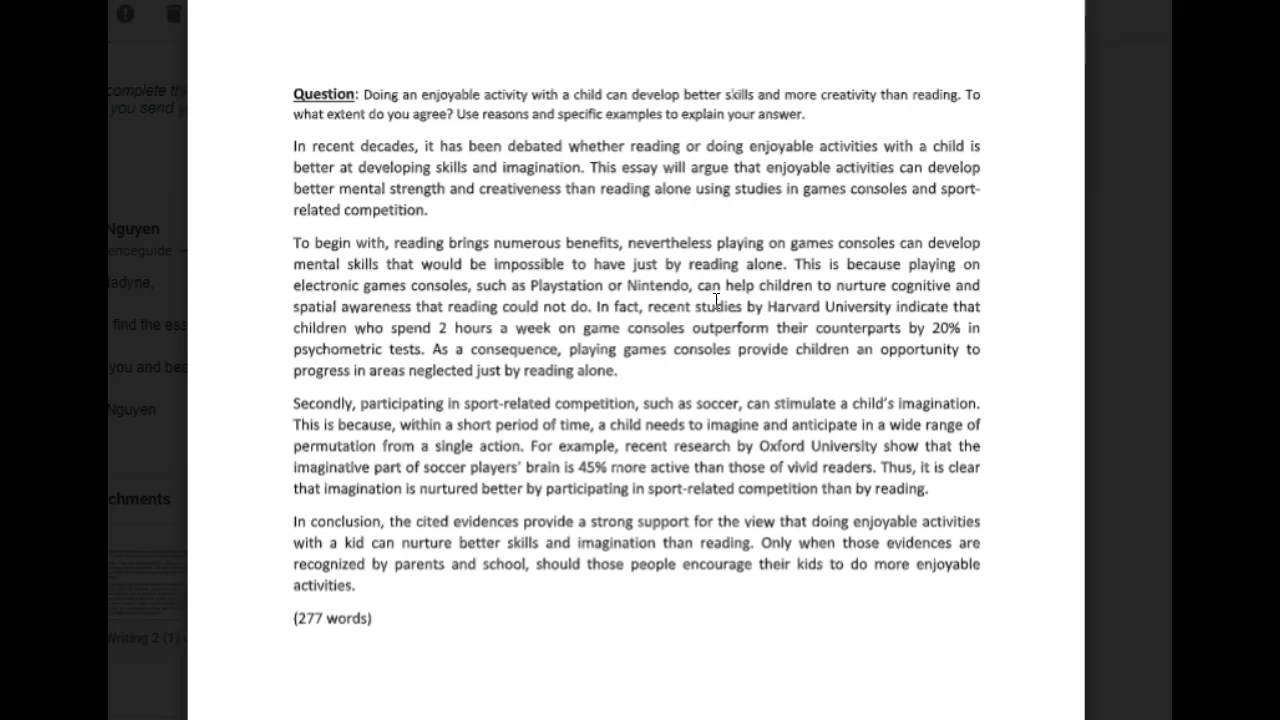 complete th
you send
Nguyen
enceguide
ladyne,
find the ess
you and bes
Nguyen
chments
Writing 2 (1)
Question: Doing an enjoyable activity with a child can develop better skills and more creativity than reading. To
what extent do you agree? Use reasons and specific examples to explain your answer.
In recent decades, it has been debated whether reading or doing enjoyable activities with a child is
better at developing skills and imagination. This essay will argue that enjoyable activities can develop
better mental strength and creativeness than reading alone using studies in games consoles and sport-
related competition.
To begin with, reading brings numerous benefits, nevertheless playing on games consoles can develop
mental skills that would be impossible to have just by reading alone. This is because playing on
electronic games consoles, such as Playstation or Nintendo, can help children to nurture cognitive and
spatial awareness that reading could not do. In fact, recent studies by Harvard University indicate that
children who spend 2 hours a week on game consoles outperform their counterparts by 20% in
psychometric tests. As a consequence, playing games consoles provide children an opportunity to
progress in areas neglected just by reading alone.
Secondly, participating in sport-related competition, such as soccer, can stimulate a child's imagination.
This is because, within a short period of time, a child needs to imagine and anticipate in a wide range of
permutation from a single action. For example, recent research by Oxford University show that the
imaginative part of soccer players' brain is 45% more active than those of vivid readers. Thus, it is clear
that imagination is nurtured better by participating in sport-related competition than by reading.
In conclusion, the cited evidences provide a strong support for the view that doing enjoyable activities
with a kid can nurture better skills and imagination than reading. Only when those evidences are
recognized by parents and school, should those people encourage their kids to do more enjoyable
activities.
(277 words)